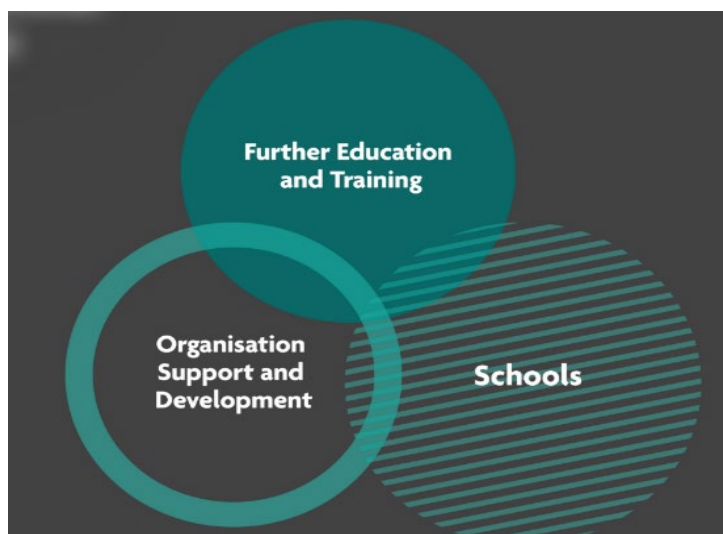 Further Education
and Training
Organisation
Support and
Development
Schools